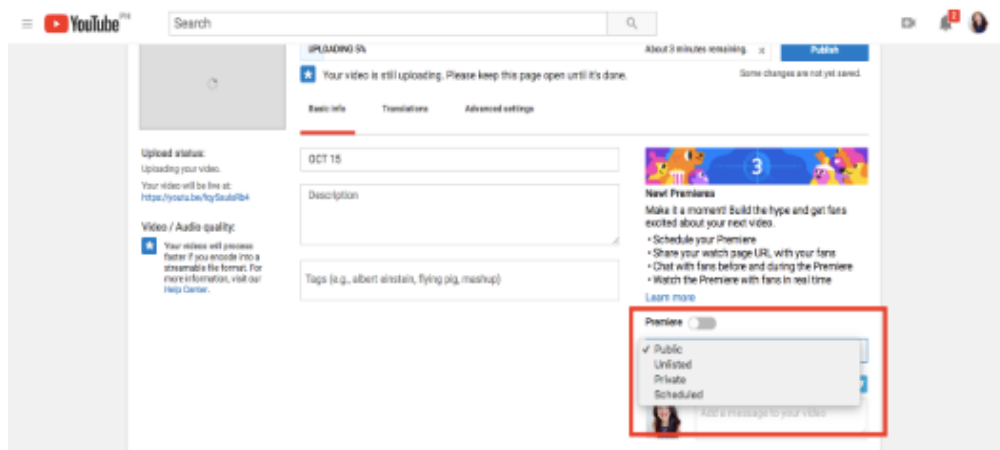 YouTube PH
Search
2
UPLOADING 5%
About 3 minutes remaining. x
Publish
Your video is still uploading. Please keep this page open until it's done.
Some changes are not yet saved.
Basic info
Translations
Advanced settings
Upload status:
Uploading your video.
Your video will be live at:
Video / Audio quality:
Your videos will process
faster if you encode into a
streamable file format. For
more information, visit our
Help Center.
OCT 15
Description
Tags (e.g., albert einstein, flying pig, mashup)
3
New! Premieres
Make it a moment! Build the hype and get fans
excited about your next video.
• Schedule your Premiere
• Share your watch page URL with your fans
• Chat with fans before and during the Premiere
• Watch the Premiere with fans in real time
Learn more
Premiere
✓ Public
Unlisted
Private
Scheduled
Add a message to your video